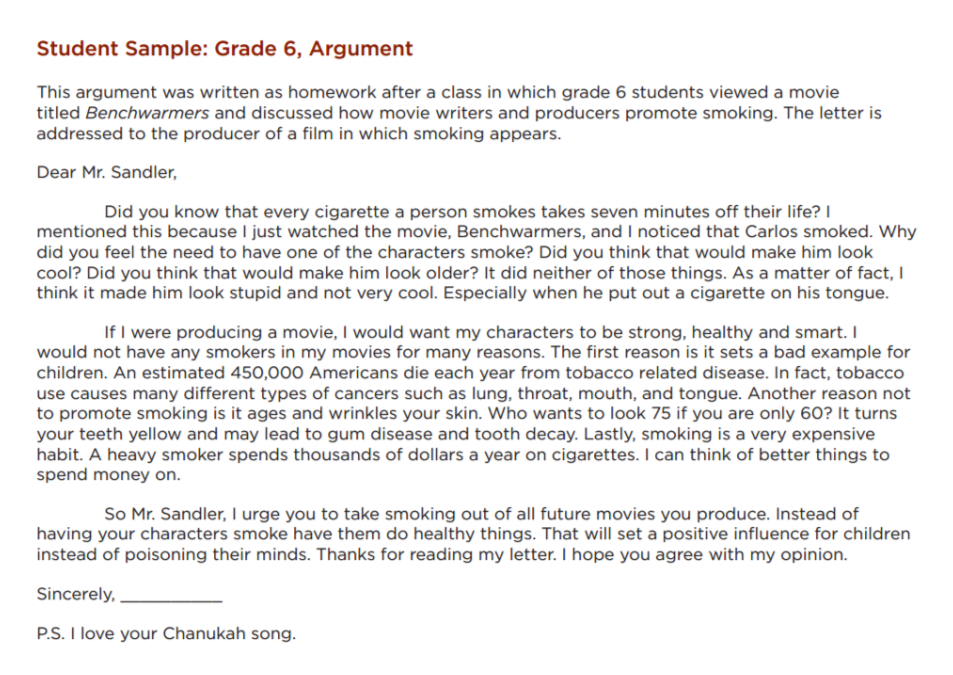 Student Sample: Grade 6, Argument
This argument was written as homework after a class in which grade 6 students viewed a movie
titled Benchwarmers and discussed how movie writers and producers promote smoking. The letter is
addressed to the producer of a film in which smoking appears.
Dear Mr. Sandler,
Did you know that every cigarette a person smokes takes seven minutes off their life? I
mentioned this because I just watched the movie, Benchwarmers, and I noticed that Carlos smoked. Why
did you feel the need to have one of the characters smoke? Did you think that would make him look
cool? Did you think that would make him look older? It did neither of those things. As a matter of fact, I
think it made him look stupid and not very cool. Especially when he put out a cigarette on his tongue.
If I were producing a movie, I would want my characters to be strong, healthy and smart. I
would not have any smokers in my movies for many reasons. The first reason is it sets a bad example for
children. An estimated 450,000 Americans die each year from tobacco related disease. In fact, tobacco
use causes many different types of cancers such as lung, throat, mouth, and tongue. Another reason not
to promote smoking is it ages and wrinkles your skin. Who wants to look 75 if you are only 60? It turns
your teeth yellow and may lead to gum disease and tooth decay. Lastly, smoking is a very expensive
habit. A heavy smoker spends thousands of dollars a year on cigarettes. I can think of better things to
spend money on.
So Mr. Sandler, I urge you to take smoking out of all future movies you produce. Instead of
having your characters smoke have them do healthy things. That will set a positive influence for children
instead of poisoning their minds. Thanks for reading my letter. I hope you agree with my opinion.
Sincerely, ___________
P.S. I love your Chanukah song.